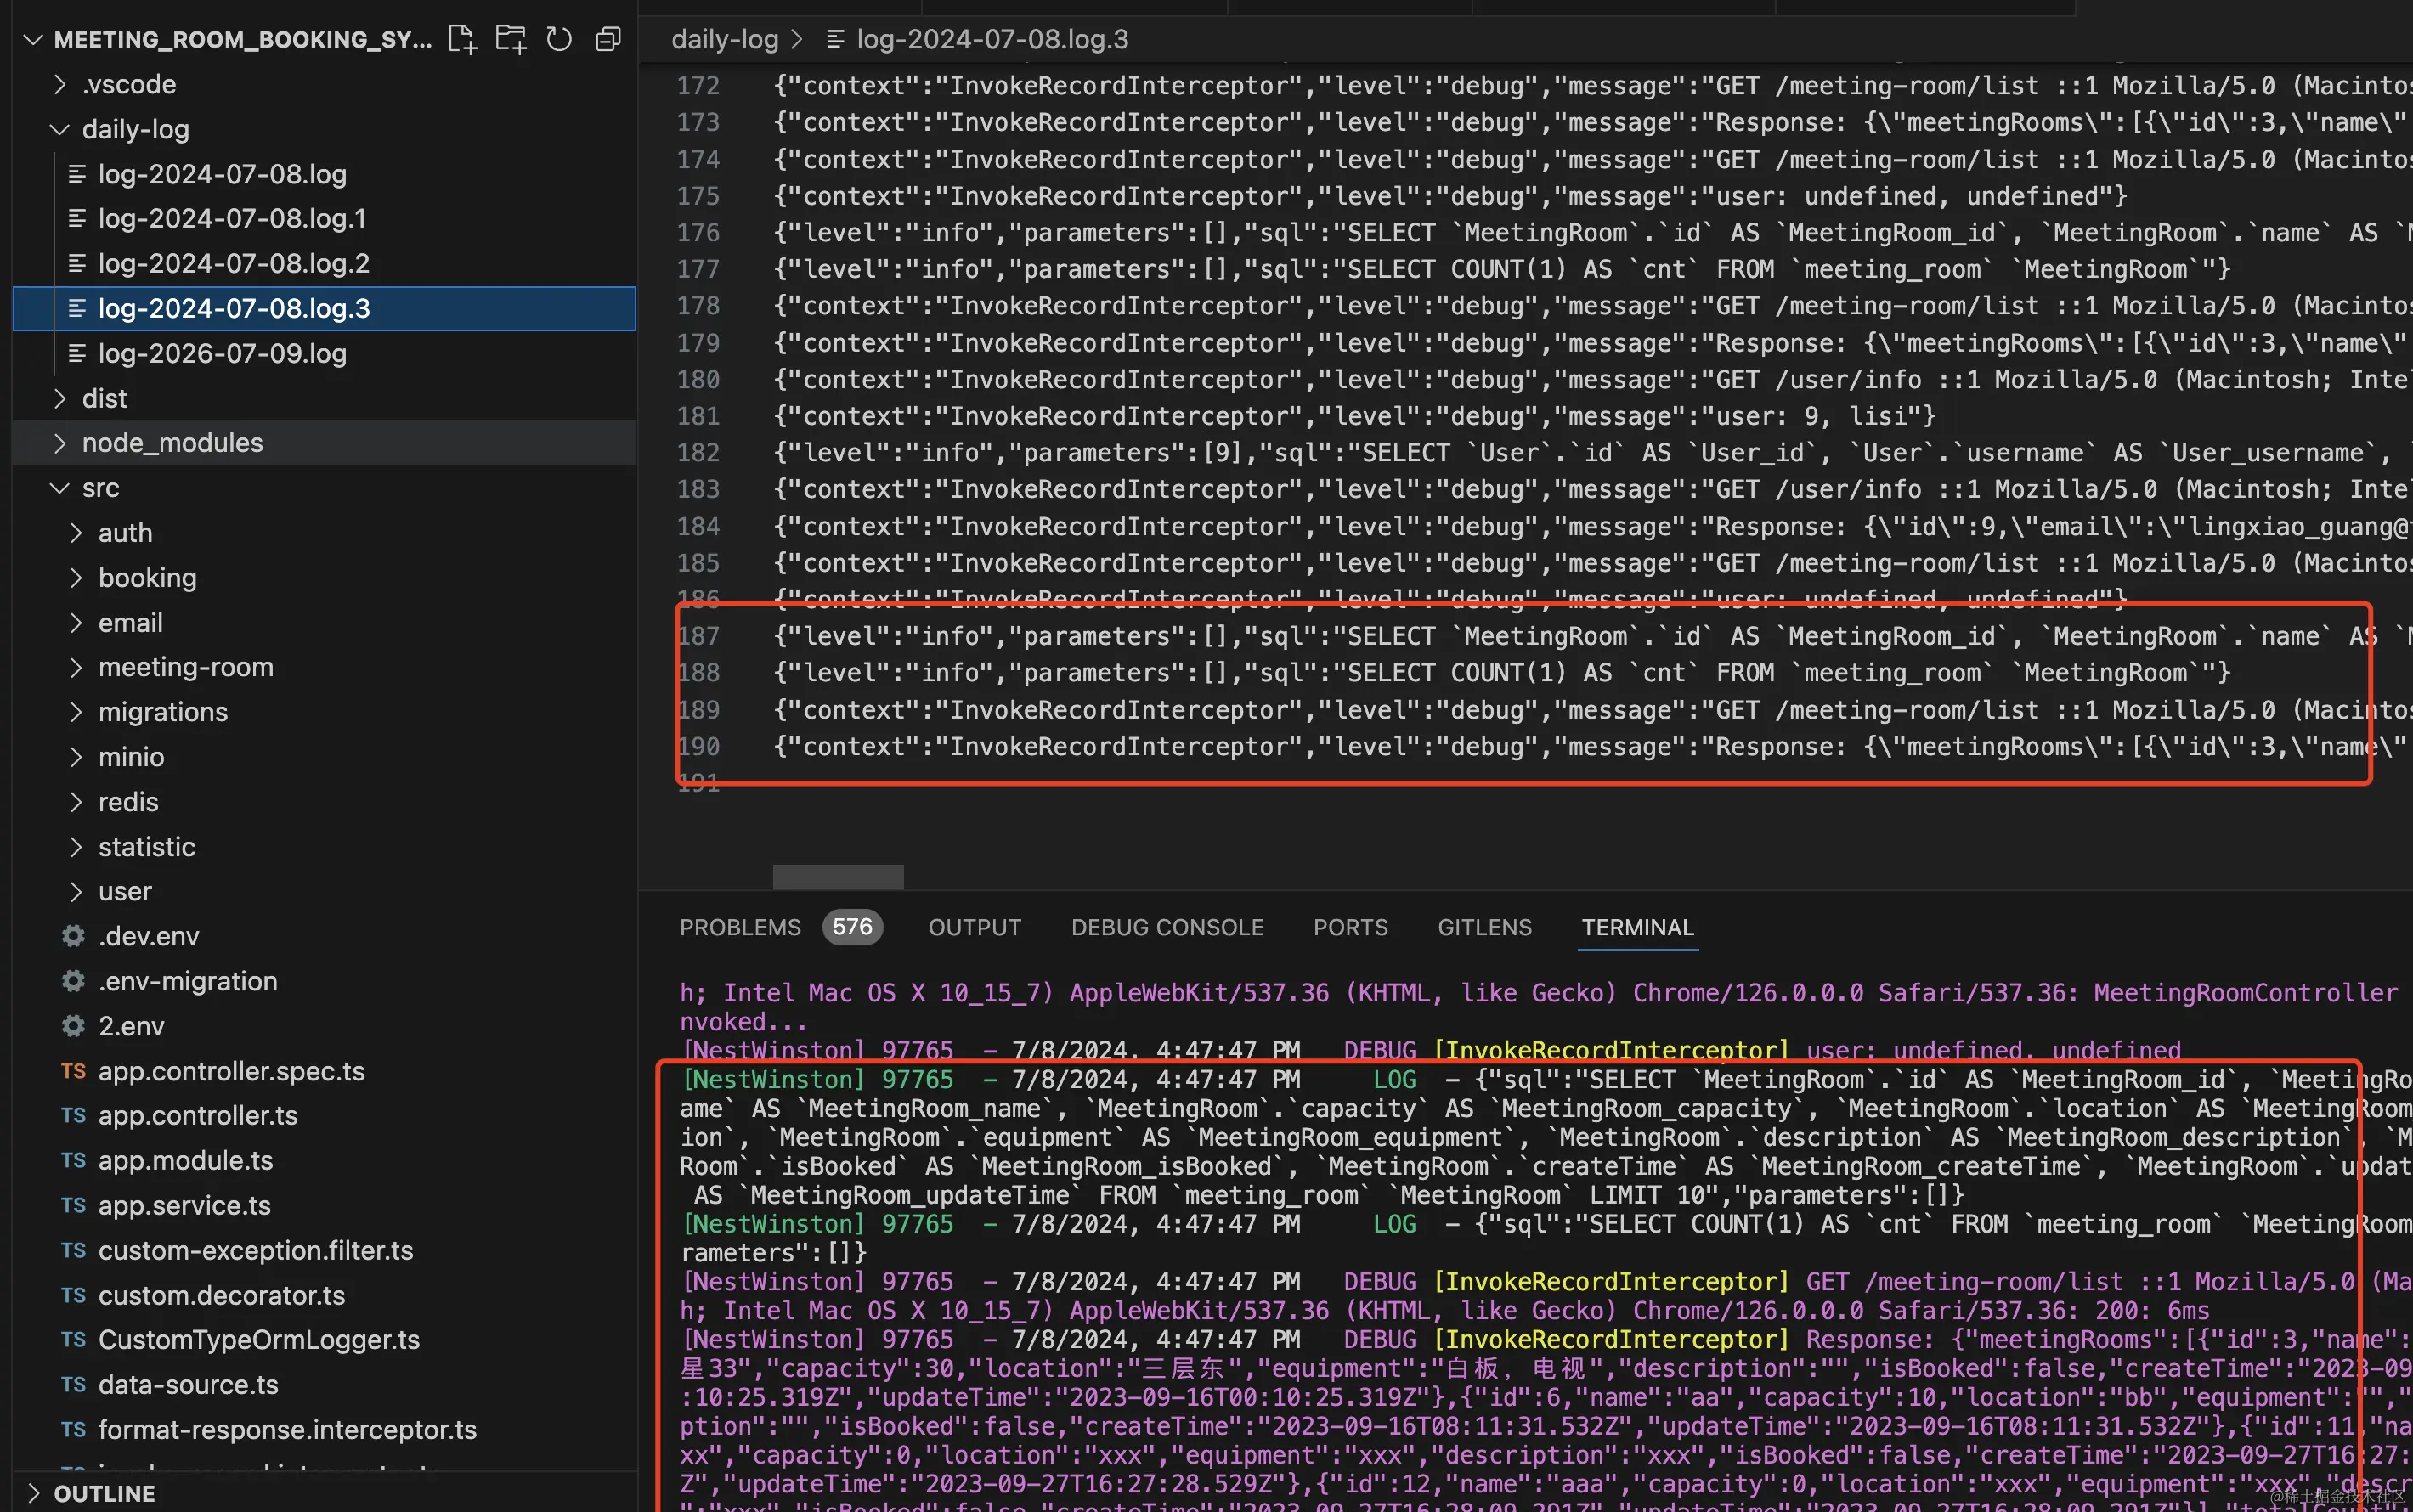 MEETING_ROOM_BOOKING_SY...
.vscode
daily-log
log-2024-07-08.log
log-2024-07-08.log.1
log-2024-07-08.log.2
log-2024-07-08.log.3
log-2026-07-09.log
dist
node_modules
src
auth
booking
email
meeting-room
migrations
minio
redis
statistic
user
.dev.env
.env-migration
2.env
TS app.controller.spec.ts
TS app.controller.ts
TS app.module.ts
TS app.service.ts
TS custom-exception.filter.ts
TS custom.decorator.ts
TS CustomTypeOrmLogger.ts
TS data-source.ts
TS format-response.interceptor.ts
OUTLINE
daily-log > log-2024-07-08.log.3
172 {"context":"InvokeRecordInterceptor","level":"debug","message":"GET /meeting-room/list ::1 Mozilla/5.0 (Macintos
173 {"context":"InvokeRecordInterceptor","level":"debug","message":"Response: {\"meetingRooms\":[{\"id\":3,\"name\"
174 {"context":"InvokeRecordInterceptor","level":"debug","message":"GET /meeting-room/list ::1 Mozilla/5.0 (Macintos
175 {"context":"InvokeRecordInterceptor","level":"debug","message":"user: undefined, undefined"}
176 {"level":"info","parameters":[],"sql":"SELECT `MeetingRoom`.`id` AS `MeetingRoom_id`, `MeetingRoom`.`name` AS `M
177 {"level":"info","parameters":[],"sql":"SELECT COUNT(1) AS `cnt` FROM `meeting_room` `MeetingRoom`"}
178 {"context":"InvokeRecordInterceptor","level":"debug","message":"GET /meeting-room/list ::1 Mozilla/5.0 (Macintos
179 {"context":"InvokeRecordInterceptor","level":"debug","message":"Response: {\"meetingRooms\":[{\"id\":3,\"name\"
180 {"context":"InvokeRecordInterceptor","level":"debug","message":"GET /user/info ::1 Mozilla/5.0 (Macintosh; Inte
181 {"context":"InvokeRecordInterceptor","level":"debug","message":"user: 9, lisi"}
182 {"level":"info","parameters":[9],"sql":"SELECT `User`.`id` AS `User_id`, `User`.`username` AS `User_username`, `
183 {"context":"InvokeRecordInterceptor","level":"debug","message":"GET /user/info ::1 Mozilla/5.0 (Macintosh; Inte
184 {"context":"InvokeRecordInterceptor","level":"debug","message":"Response: {\"id\":9,\"email\":\"lingxiao_guang@
185 {"context":"InvokeRecordInterceptor","level":"debug","message":"GET /meeting-room/list ::1 Mozilla/5.0 (Macintos
186 {"context":"InvokeRecordInterceptor","level":"debug","message":"user: undefined, undefined"}
187 {"level":"info","parameters":[],"sql":"SELECT `MeetingRoom`.`id` AS `MeetingRoom_id`, `MeetingRoom`.`name` AS `M
188 {"level":"info","parameters":[],"sql":"SELECT COUNT(1) AS `cnt` FROM `meeting_room` `MeetingRoom`"}
189 {"context":"InvokeRecordInterceptor","level":"debug","message":"GET /meeting-room/list ::1 Mozilla/5.0 (Macintos
190 {"context":"InvokeRecordInterceptor","level":"debug","message":"Response: {\"meetingRooms\":[{\"id\":3,\"name\"
191
PROBLEMS 576 OUTPUT DEBUG CONSOLE PORTS GITLENS TERMINAL
h; Intel Mac OS X 10_15_7) AppleWebKit/537.36 (KHTML, like Gecko) Chrome/126.0.0.0 Safari/537.36: MeetingRoomController
nvoked...
[NestWinston] 97765 - 7/8/2024, 4:47:47 PM DEBUG [InvokeRecordInterceptor] user: undefined, undefined
[NestWinston] 97765 - 7/8/2024, 4:47:47 PM LOG - {"sql":"SELECT `MeetingRoom`.`id` AS `MeetingRoom_id`, `MeetingRo
ame` AS `MeetingRoom_name`, `MeetingRoom`.`capacity` AS `MeetingRoom_capacity`, `MeetingRoom`.`location` AS `MeetingRoom
ion`, `MeetingRoom`.`equipment` AS `MeetingRoom_equipment`, `MeetingRoom`.`description` AS `MeetingRoom_description`, `M
Room`.`isBooked` AS `MeetingRoom_isBooked`, `MeetingRoom`.`createTime` AS `MeetingRoom_createTime`, `MeetingRoom`.`updat
AS `MeetingRoom_updateTime` FROM `meeting_room` `MeetingRoom` LIMIT 10","parameters":[]}
[NestWinston] 97765 - 7/8/2024, 4:47:47 PM LOG - {"sql":"SELECT COUNT(1) AS `cnt` FROM `meeting_room` `MeetingRoom
rameters":[]}
[NestWinston] 97765 - 7/8/2024, 4:47:47 PM DEBUG [InvokeRecordInterceptor] GET /meeting-room/list ::1 Mozilla/5.0 (Ma
h; Intel Mac OS X 10_15_7) AppleWebKit/537.36 (KHTML, like Gecko) Chrome/126.0.0.0 Safari/537.36: 200: 6ms
[NestWinston] 97765 - 7/8/2024, 4:47:47 PM DEBUG [InvokeRecordInterceptor] Response: {"meetingRooms":[{"id":3,"name":
星33","capacity":30,"location":"三层东","equipment":"白板，电视","description":"","isBooked":false,"createTime":"2023-09
:10:25.319Z","updateTime":"2023-09-16T00:10:25.319Z"},{"id":6,"name":"aa","capacity":10,"location":"bb","equipment":"","
ption":"","isBooked":false,"createTime":"2023-09-16T08:11:31.532Z","updateTime":"2023-09-16T08:11:31.532Z"},{"id":11,"na
xx","capacity":0,"location":"xxx","equipment":"xxx","description":"xxx","isBooked":false,"createTime":"2023-09-27T16:27:
Z","updateTime":"2023-09-27T16:27:28.529Z"},{"id":12,"name":"aaa","capacity":0,"location":"xxx","equipment":"xxx","descr
@稀土掘金技术社区